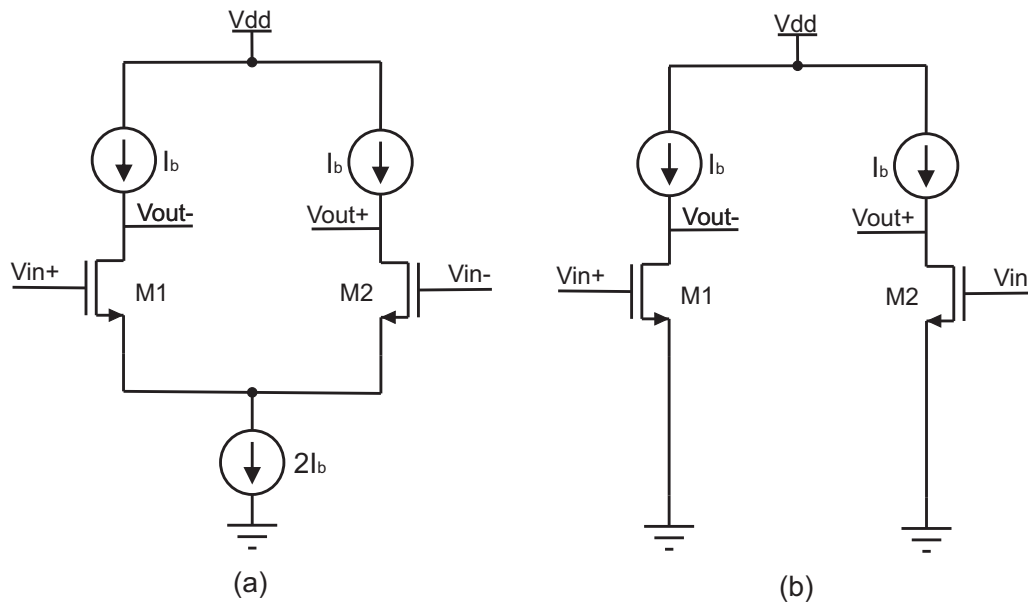 Vdd
Ib
Ib
Vout-
Vout+
Vin+
M1
M2
Vin-
2Ib
(a)
Vdd
Ib
Ib
Vout-
Vout+
Vin+
M1
M2
Vin
(b)